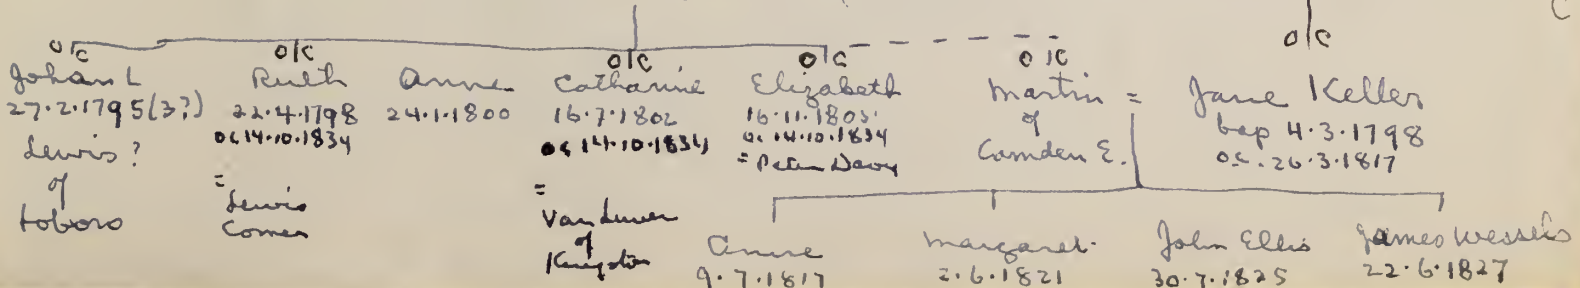 o/c o/c o/c o/c o/c o/c
Johan L Ruth Anne Catharine Elizabeth Martin = Jane Keller
27.2.1795(3?) 22.4.1798 24.1.1800 16.7.1802 16.11.1805 of bap 4.3.1798
Lewis? oc 14.10.1834 oc 14.10.1834 oc 14.10.1834 Camden E. o.c. 26.3.1817
of = = = Peter Davy
Loboro Lewis Van Luven
Comer of
Kingston
Anne Margaret John Ellis James Wessels
9.7.1817 2.6.1821 30.7.1825 22.6.1827